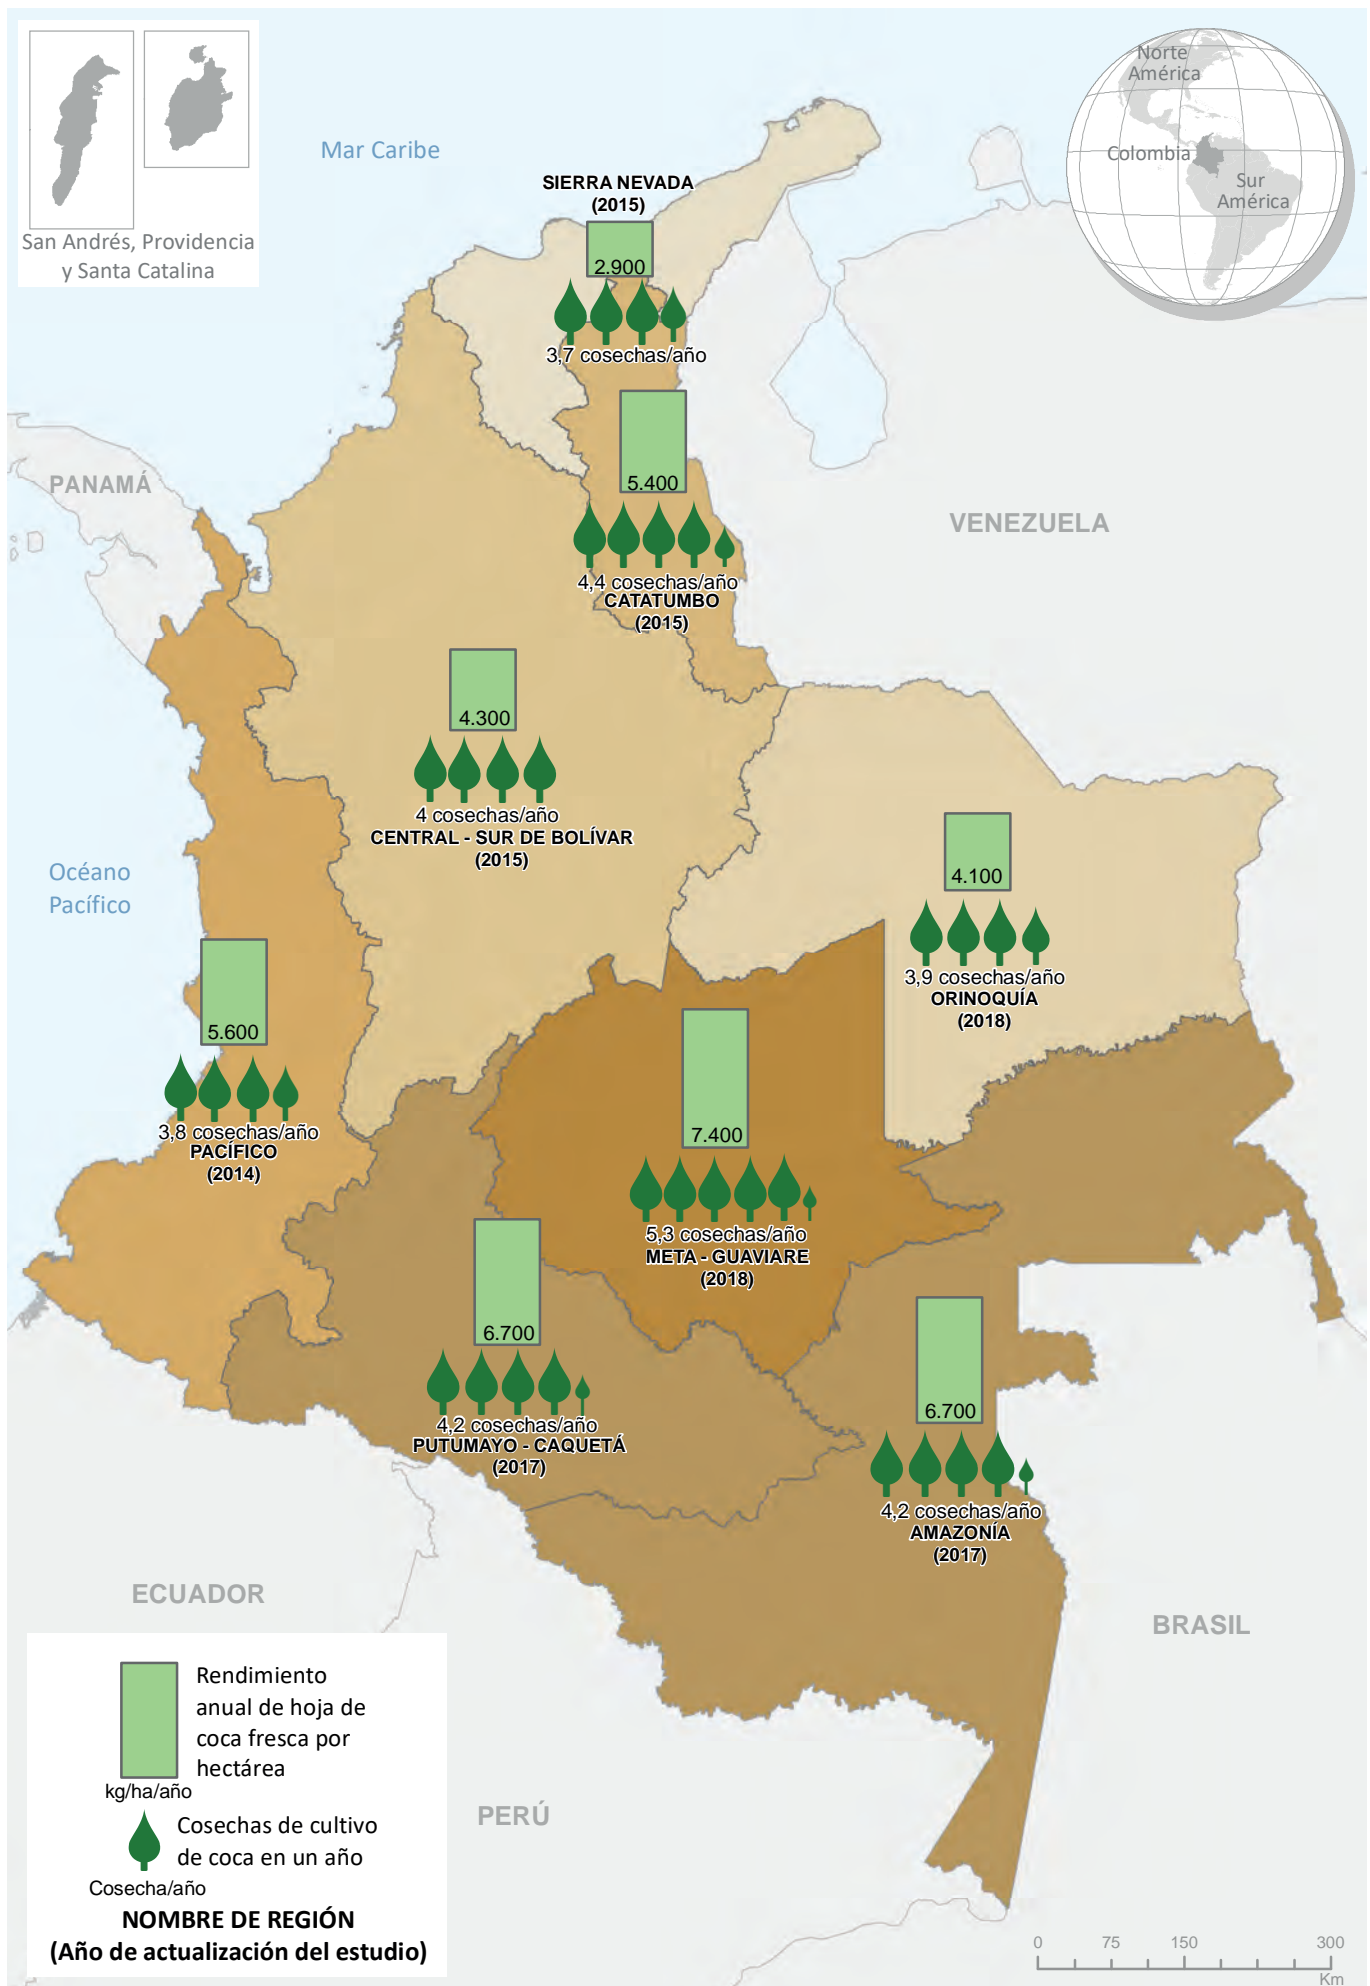 San Andrés, Providencia
y Santa Catalina
Mar Caribe
Norte
América
Colombia
Sur
América
SIERRA NEVADA
(2015)
2.900
3,7 cosechas/año
5.400
4,4 cosechas/año
CATATUMBO
(2015)
PANAMÁ
VENEZUELA
4.300
4 cosechas/año
CENTRAL - SUR DE BOLÍVAR
(2015)
4.100
3,9 cosechas/año
ORINOQUÍA
(2018)
Océano
Pacífico
5.600
3,8 cosechas/año
PACÍFICO
(2014)
7.400
5,3 cosechas/año
META - GUAVIARE
(2018)
6.700
4,2 cosechas/año
PUTUMAYO - CAQUETÁ
(2017)
6.700
4,2 cosechas/año
AMAZONÍA
(2017)
ECUADOR
BRASIL
PERÚ
Rendimiento
anual de hoja de
coca fresca por
hectárea
kg/ha/año
Cosechas de cultivo
de coca en un año
Cosecha/año
NOMBRE DE REGIÓN
(Año de actualización del estudio)
0 75 150 300
Km